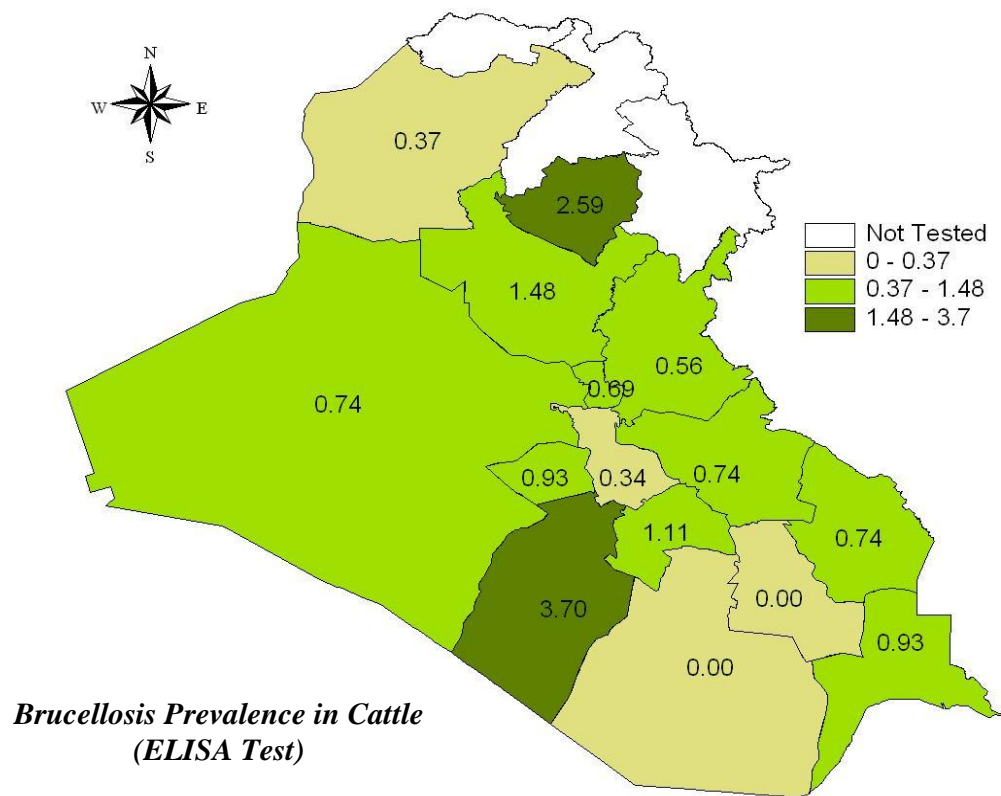 N
W E
S
0.37
2.59
Not Tested
0 - 0.37
0.37 - 1.48
1.48 - 3.7
1.48
0.56
0.69
0.74
0.93
0.34
0.74
1.11
0.74
3.70
0.00
0.93
0.00
Brucellosis Prevalence in Cattle
(ELISA Test)